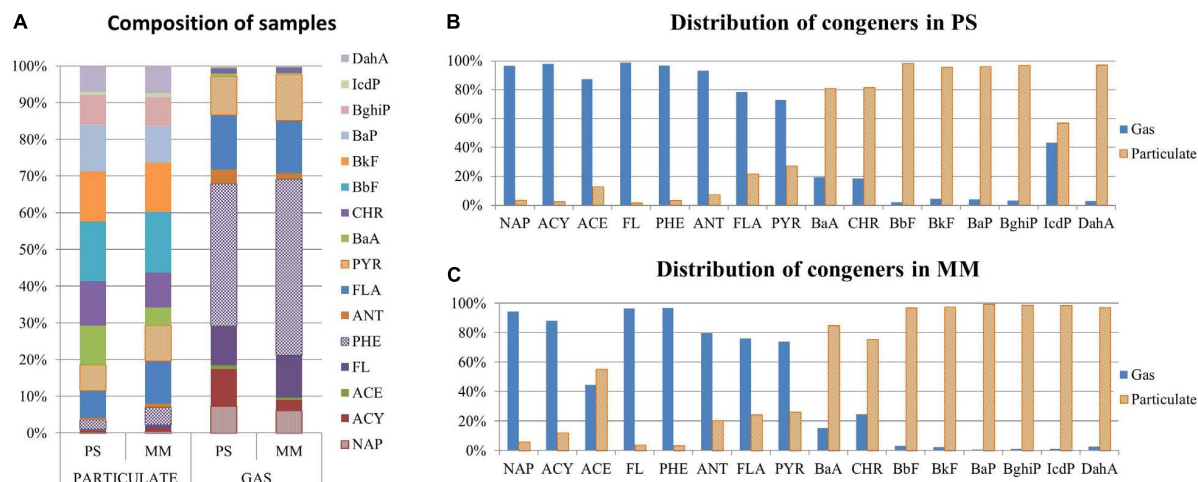 A
Composition of samples
100%
90%
80%
70%
60%
50%
40%
30%
20%
10%
0%
PS MM PS MM
PARTICULATE GAS
DahA
IcdP
BghiP
BaP
BkF
BbF
CHR
BaA
PYR
FLA
ANT
PHE
FL
ACE
ACY
NAP
B
Distribution of congeners in PS
100%
80%
60%
40%
20%
0%
NAP ACY ACE FL PHE ANT FLA PYR BaA CHR BbF BkF BaP BghiP IcdP DahA
Gas
Particulate
C
Distribution of congeners in MM
100%
80%
60%
40%
20%
0%
NAP ACY ACE FL PHE ANT FLA PYR BaA CHR BbF BkF BaP BghiP IcdP DahA
Gas
Particulate